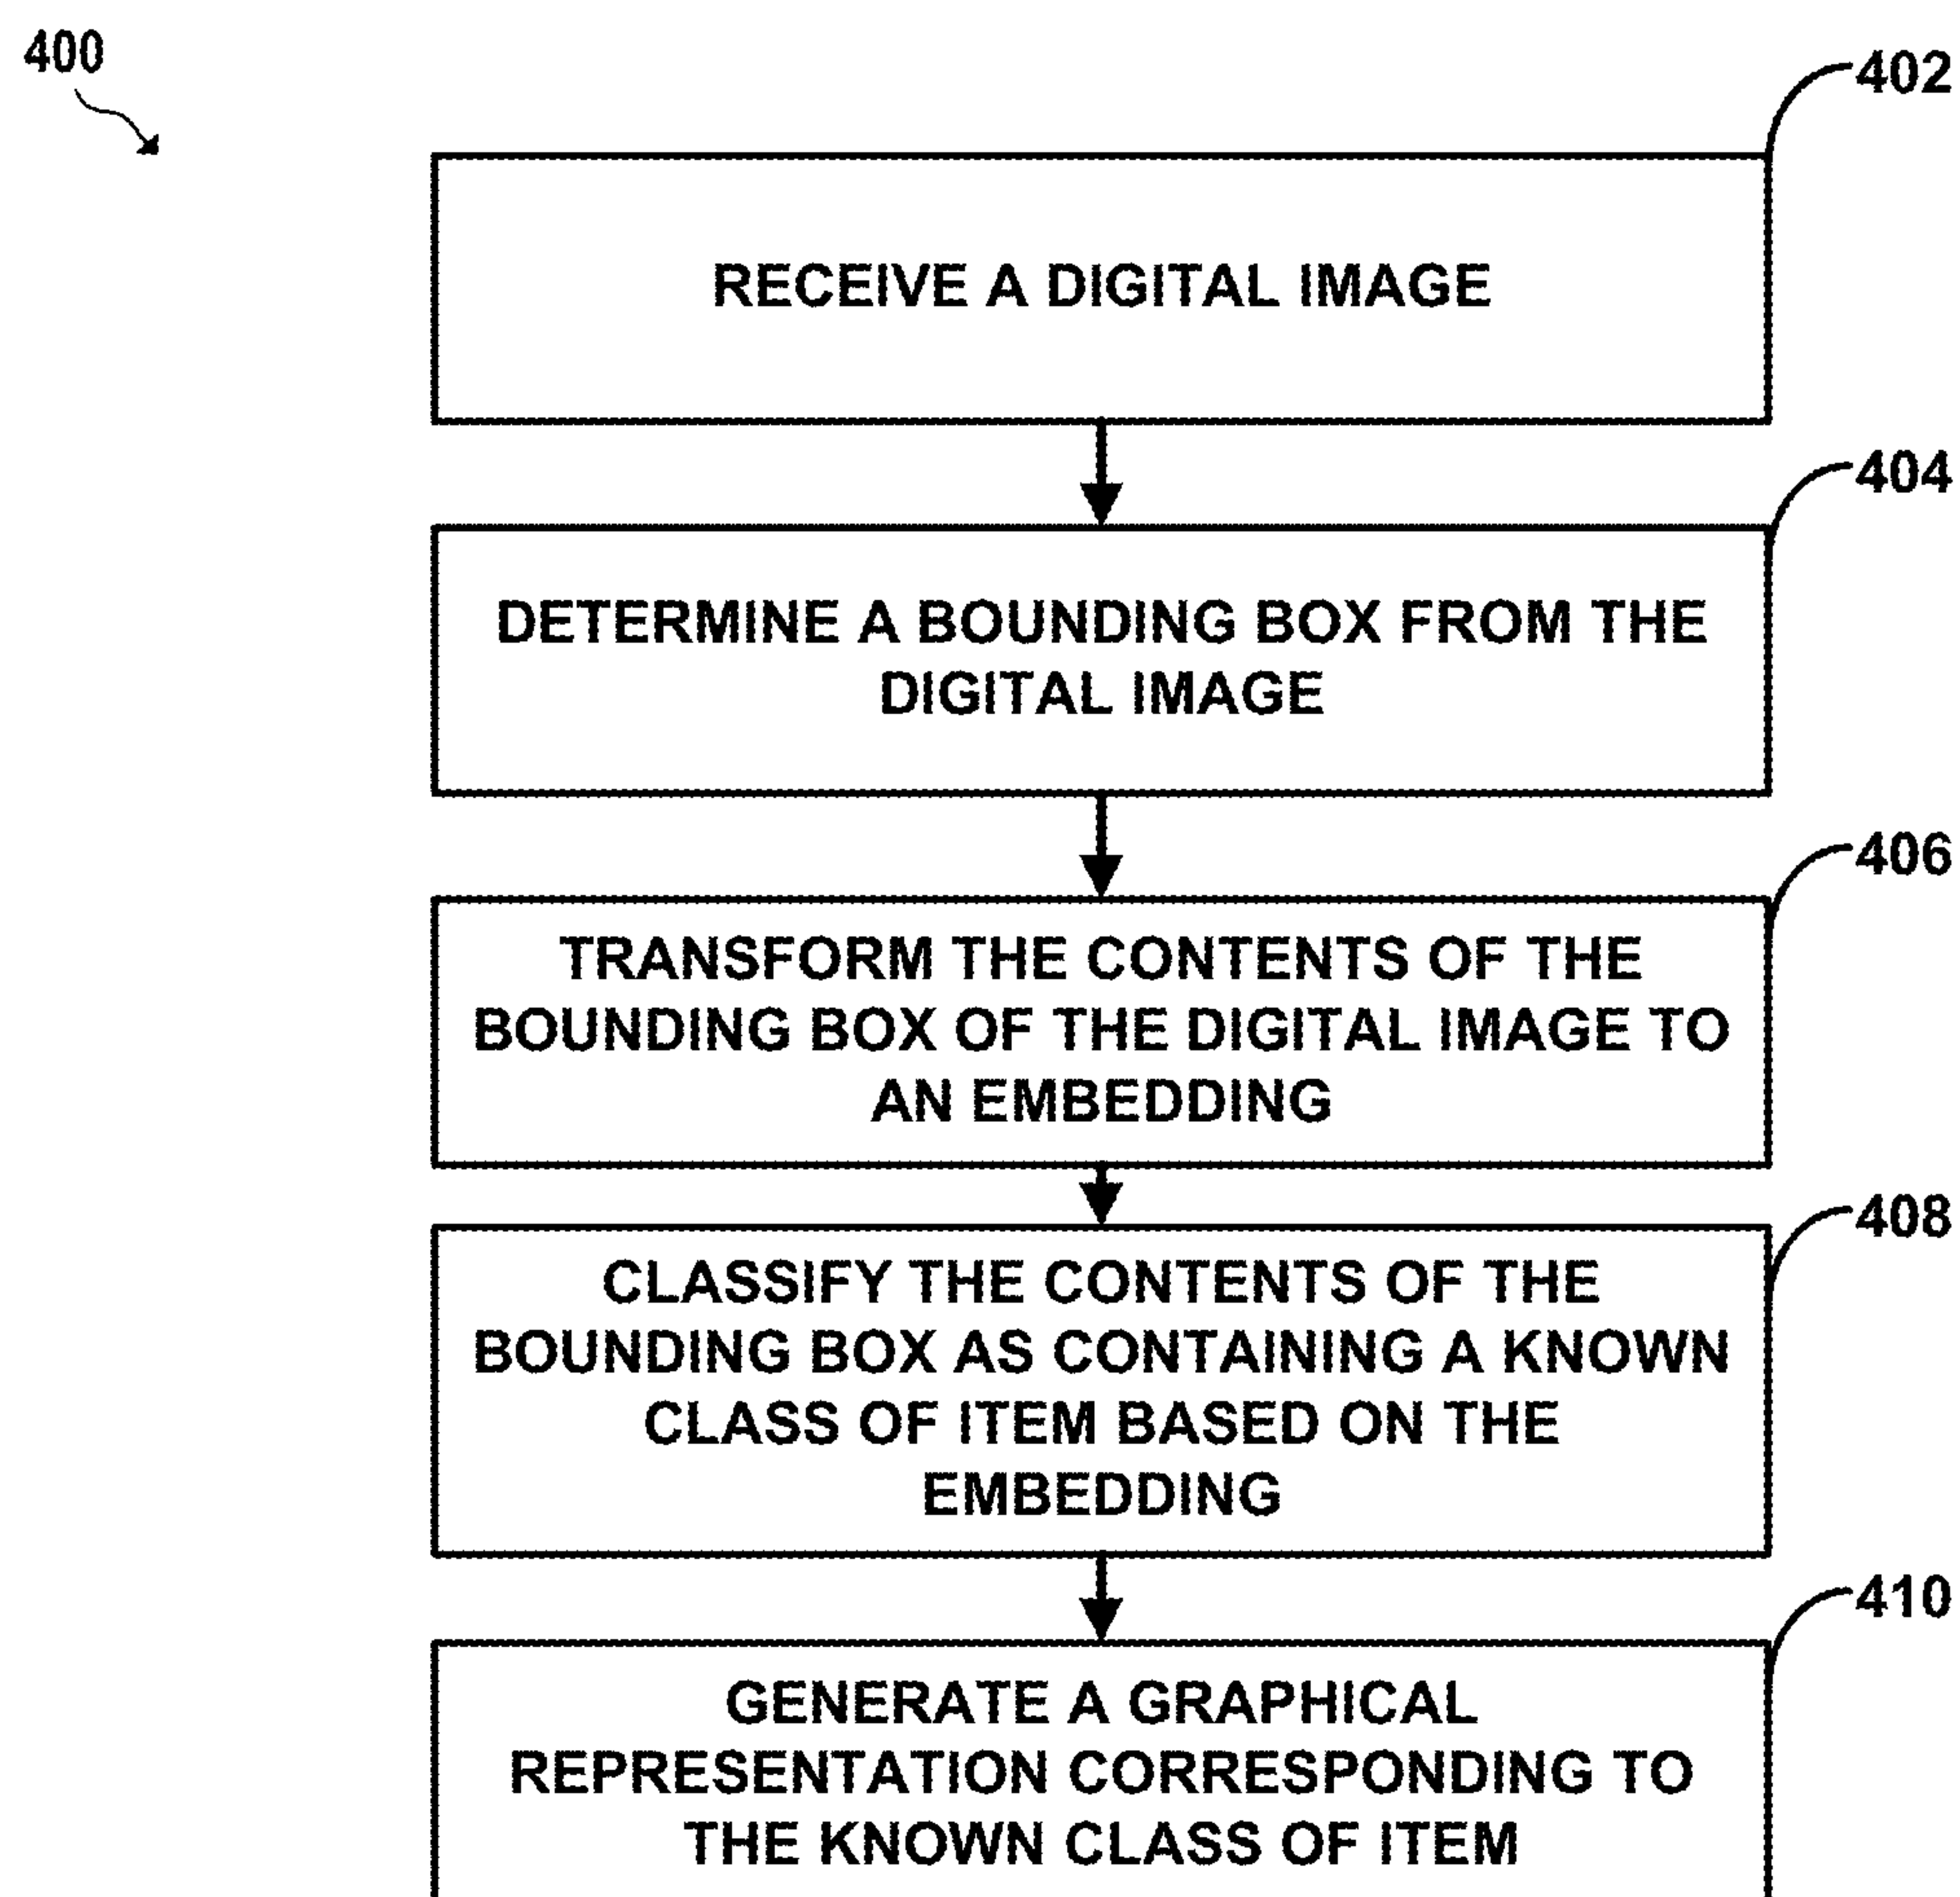 400
402
RECEIVE A DIGITAL IMAGE
404
DETERMINE A BOUNDING BOX FROM THE
DIGITAL IMAGE
406
TRANSFORM THE CONTENTS OF THE
BOUNDING BOX OF THE DIGITAL IMAGE TO
AN EMBEDDING
408
CLASSIFY THE CONTENTS OF THE
BOUNDING BOX AS CONTAINING A KNOWN
CLASS OF ITEM BASED ON THE
EMBEDDING
410
GENERATE A GRAPHICAL
REPRESENTATION CORRESPONDING TO
THE KNOWN CLASS OF ITEM